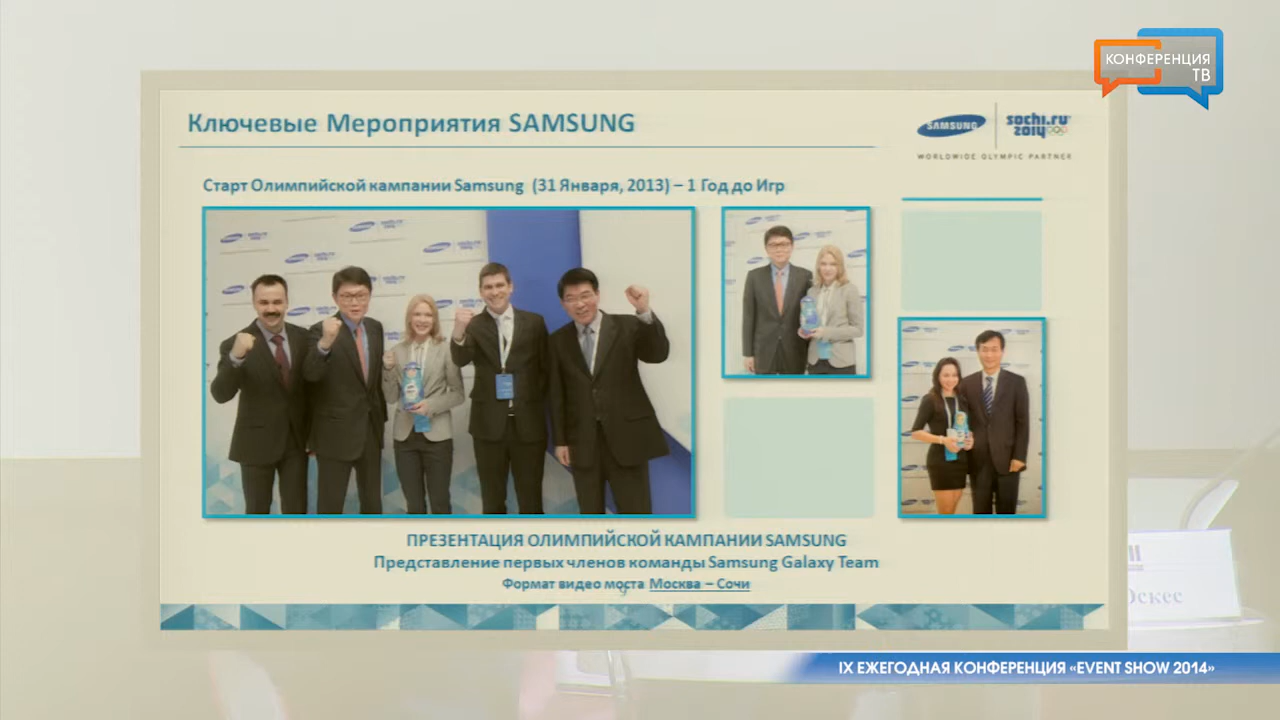 КОНФЕРЕНЦИЯ
ТВ
Ключевые Мероприятия SAMSUNG
SAMSUNG
sochi.ru
2014
WORLDWIDE OLYMPIC PARTNER
Старт Олимпийской кампании Samsung (31 Января, 2013) – 1 Год до Игр
ПРЕЗЕНТАЦИЯ ОЛИМПИЙСКОЙ КАМПАНИИ SAMSUNG
Представление первых членов команды Samsung Galaxy Team
Формат видео моста Москва – Сочи
9
IX ЕЖЕГОДНАЯ КОНФЕРЕНЦИЯ «EVENT SHOW 2014»